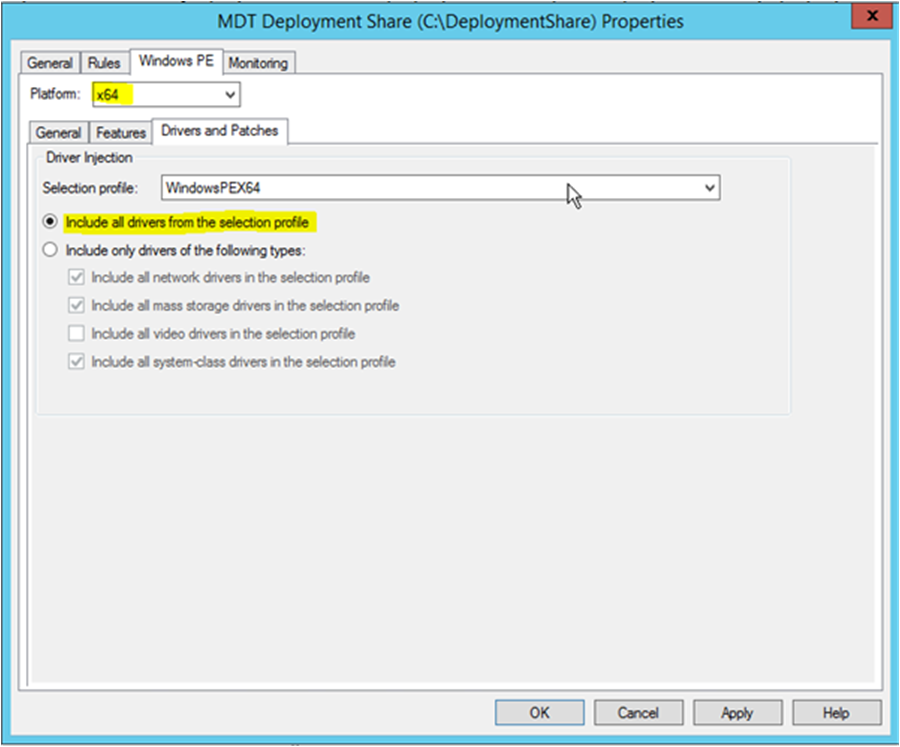 MDT Deployment Share (C:\DeploymentShare) Properties
x
General Rules Windows PE Monitoring
Platform: x64
General Features Drivers and Patches
Driver Injection
Selection profile: WindowsPEX64
Include all drivers from the selection profile
Include only drivers of the following types:
Include all network drivers in the selection profile
Include all mass storage drivers in the selection profile
Include all video drivers in the selection profile
Include all system-class drivers in the selection profile
OK Cancel Apply Help